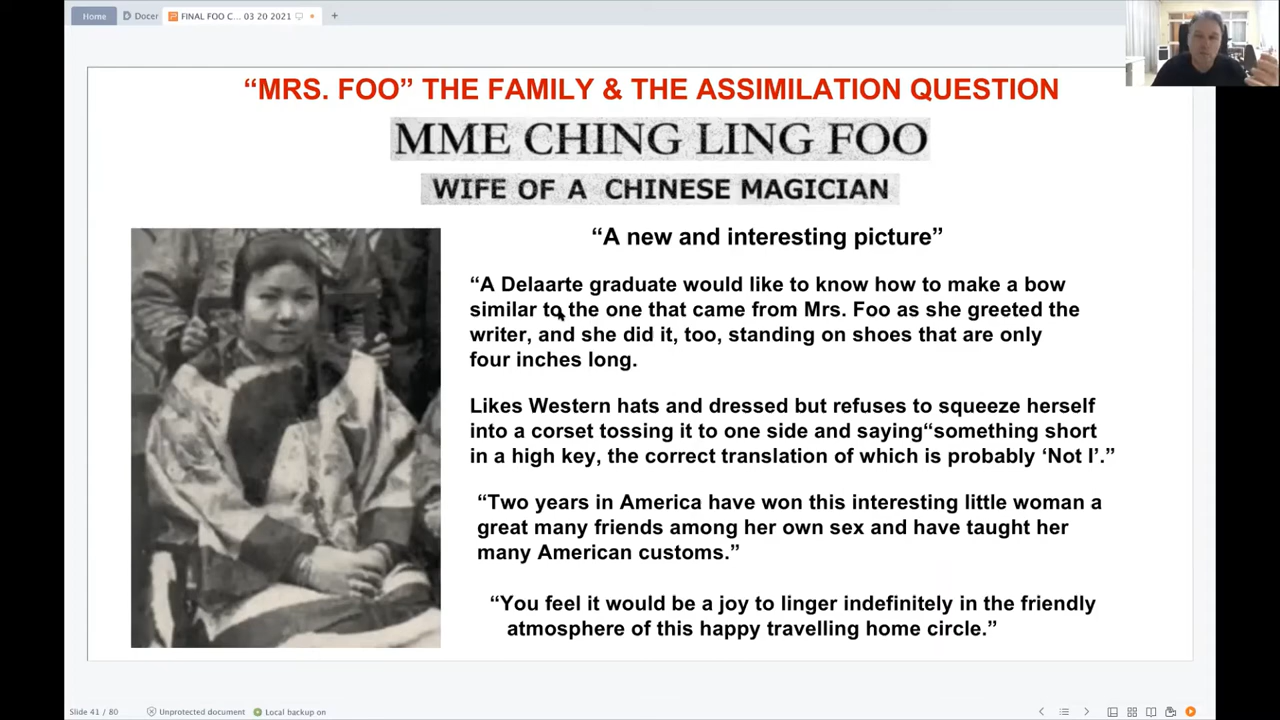 Home
Docer
FINAL FOO C... 03 20 2021
+
“MRS. FOO” THE FAMILY & THE ASSIMILATION QUESTION
MME CHING LING FOO
WIFE OF A CHINESE MAGICIAN
“A new and interesting picture”
“A Delaarte graduate would like to know how to make a bow
similar to the one that came from Mrs. Foo as she greeted the
writer, and she did it, too, standing on shoes that are only
four inches long.
Likes Western hats and dressed but refuses to squeeze herself
into a corset tossing it to one side and saying“something short
in a high key, the correct translation of which is probably ‘Not I’.”
“Two years in America have won this interesting little woman a
great many friends among her own sex and have taught her
many American customs.”
“You feel it would be a joy to linger indefinitely in the friendly
atmosphere of this happy travelling home circle.”
Slide 41 / 80
Unprotected document
Local backup on